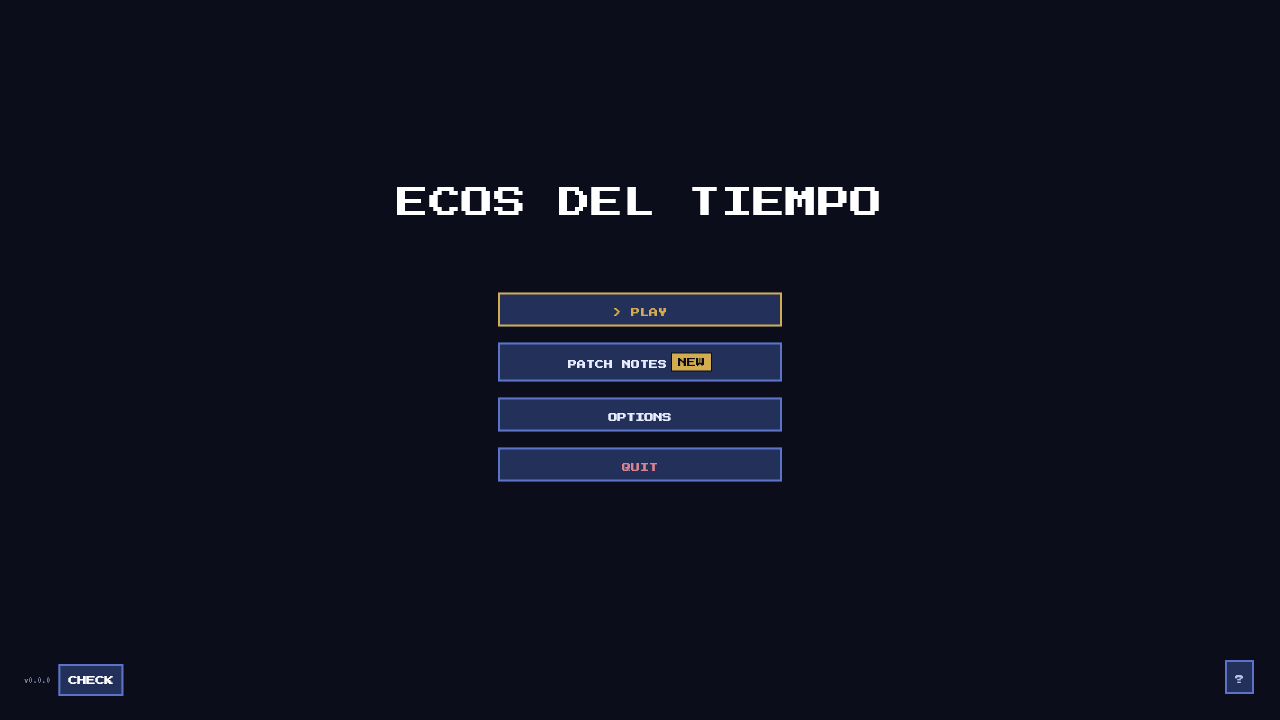 ECOS DEL TIEMPO
> PLAY
PATCH NOTES NEW
OPTIONS
QUIT
v0.0.0 CHECK
?